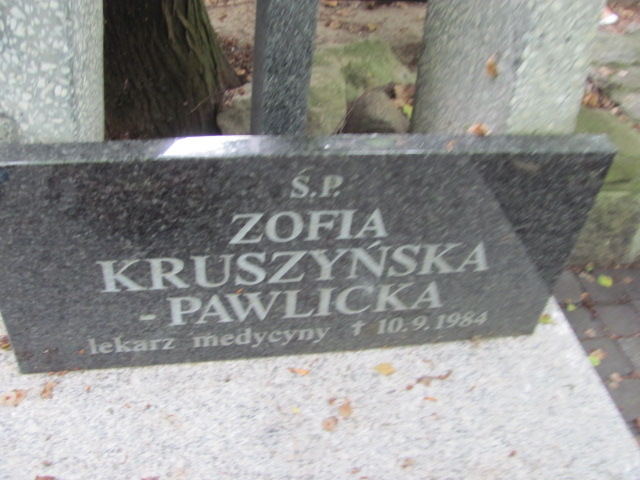 Ś.P.
ZOFIA
KRUSZYŃSKA
-PAWLICKA
lekarz medycyny † 10.9.1984